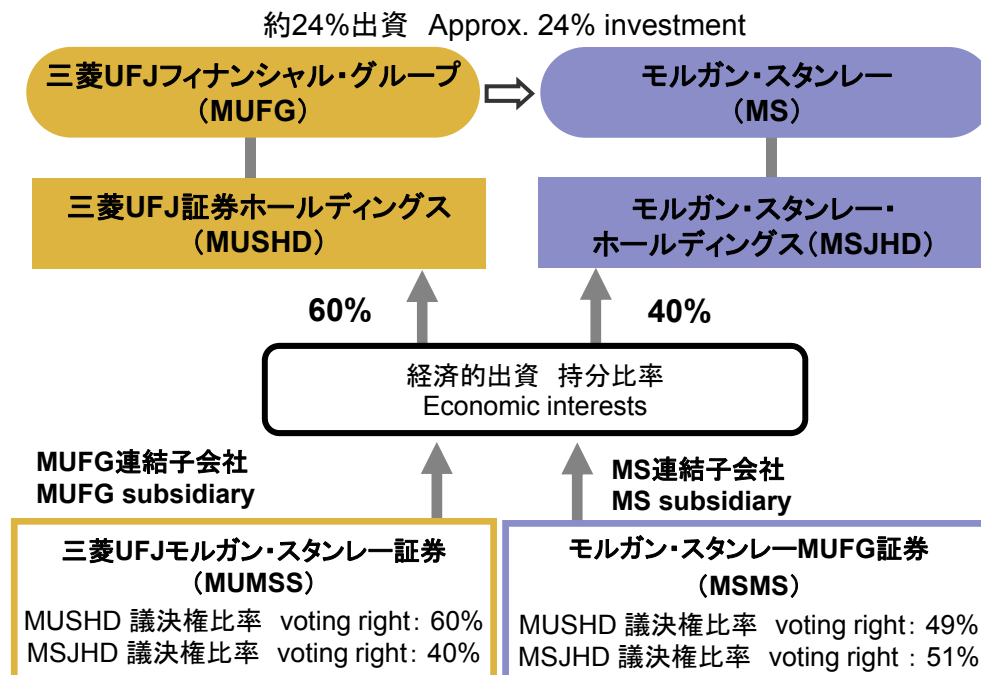 約24%出資 Approx. 24% investment
三菱UFJフィナンシャル・グループ
（MUFG）
モルガン・スタンレー
（MS）
三菱UFJ証券ホールディングス
（MUSHD）
モルガン・スタンレー・
ホールディングス（MSJHD）
60%
40%
経済的出資 持分比率
Economic interests
MUFG連結子会社
MUFG subsidiary
MS連結子会社
MS subsidiary
三菱UFJモルガン・スタンレー証券
（MUMSS）
MUSHD 議決権比率 voting right: 60%
MSJHD 議決権比率 voting right: 40%
モルガン・スタンレーMUFG証券
（MSMS）
MUSHD 議決権比率 voting right: 49%
MSJHD 議決権比率 voting right : 51%